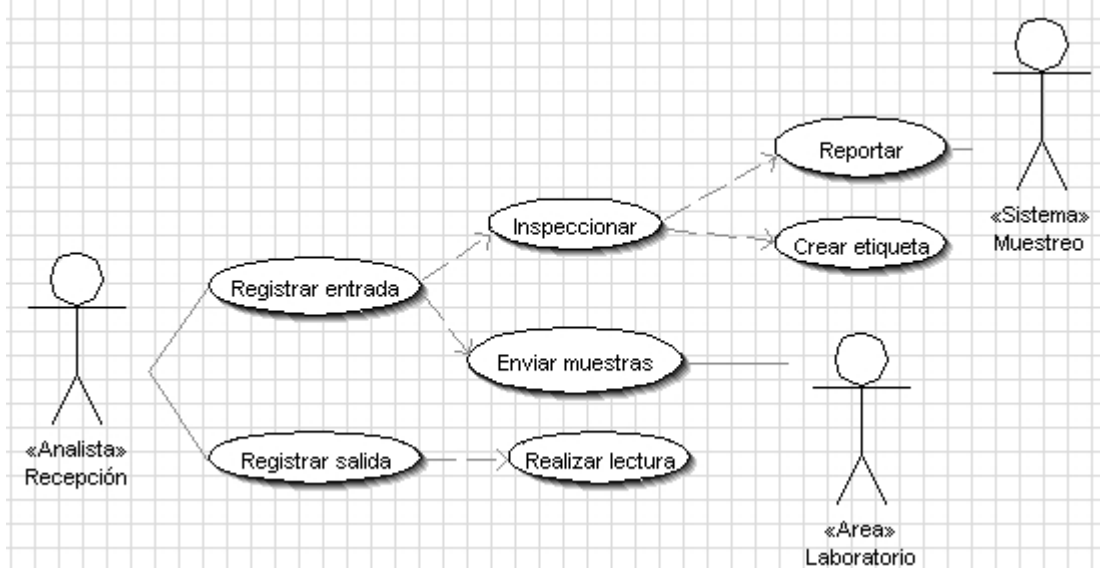 Reportar
«Sistema»
Muestreo
Inspeccionar
Crear etiqueta
Registrar entrada
Enviar muestras
«Analista»
Recepción
Registrar salida
Realizar lectura
«Area»
Laboratorio